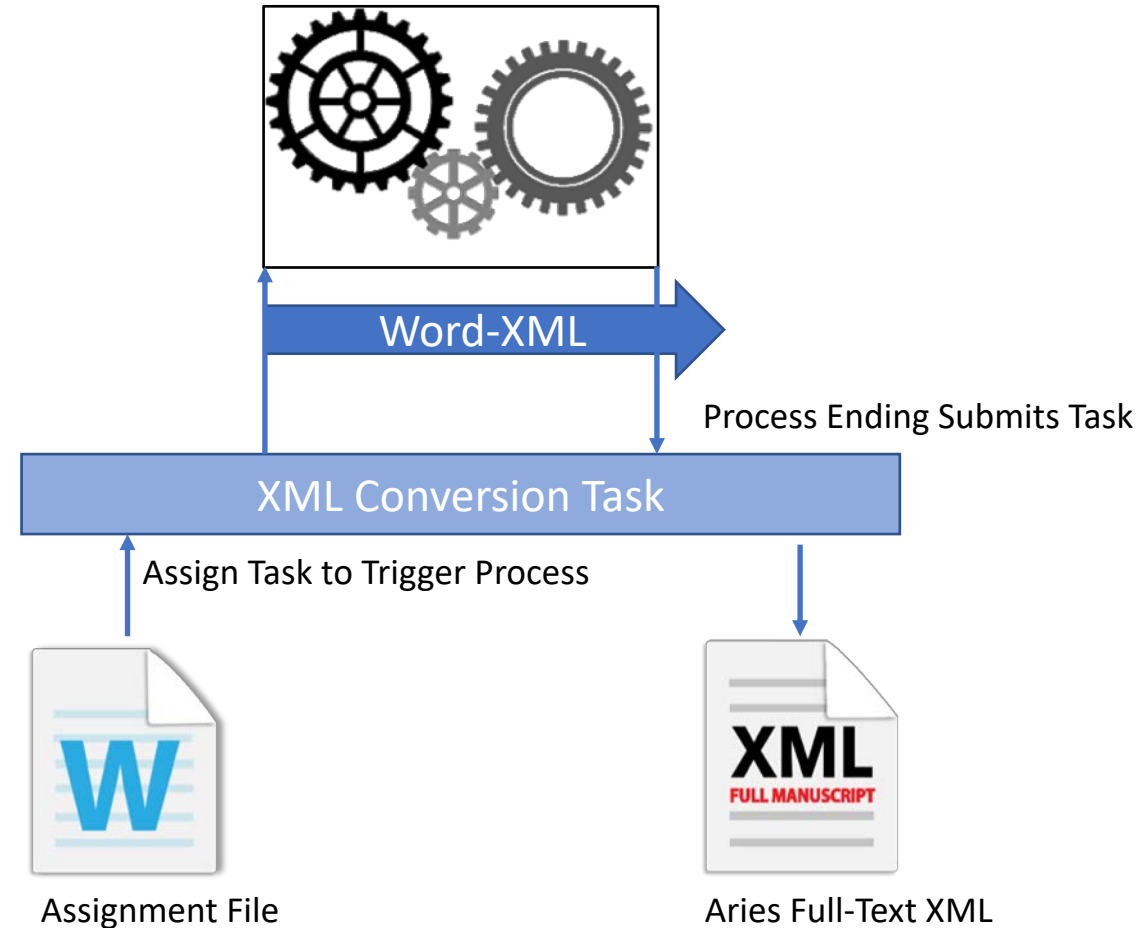 Word-XML
Process Ending Submits Task
XML Conversion Task
Assign Task to Trigger Process
W
XML
FULL MANUSCRIPT
Assignment File
Aries Full-Text XML